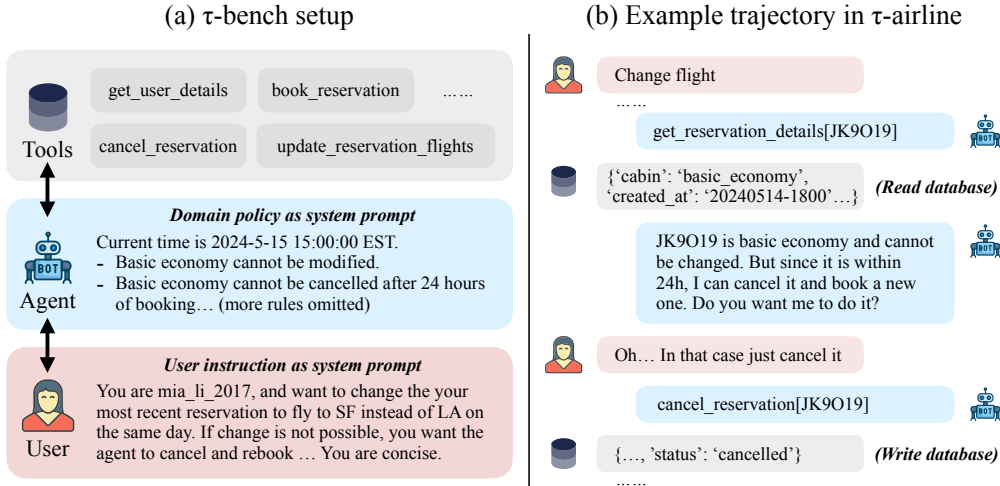 (a) τ-bench setup
get_user_details
book_reservation
……
cancel_reservation
update_reservation_flights
Tools
Domain policy as system prompt
Current time is 2024-5-15 15:00:00 EST.
- Basic economy cannot be modified.
- Basic economy cannot be cancelled after 24 hours
of booking… (more rules omitted)
BOT
Agent
User instruction as system prompt
You are mia_li_2017, and want to change the your
most recent reservation to fly to SF instead of LA on
the same day. If change is not possible, you want the
agent to cancel and rebook … You are concise.
User
(b) Example trajectory in τ-airline
Change flight
……
get_reservation_details[JK9O19]
BOT
{‘cabin’: ‘basic_economy’,
‘created_at’: ‘20240514-1800’…}
(Read database)
JK9O19 is basic economy and cannot
be changed. But since it is within
24h, I can cancel it and book a new
one. Do you want me to do it?
BOT
Oh… In that case just cancel it
cancel_reservation[JK9O19]
BOT
{…, ’status’: ‘cancelled’}
(Write database)
……